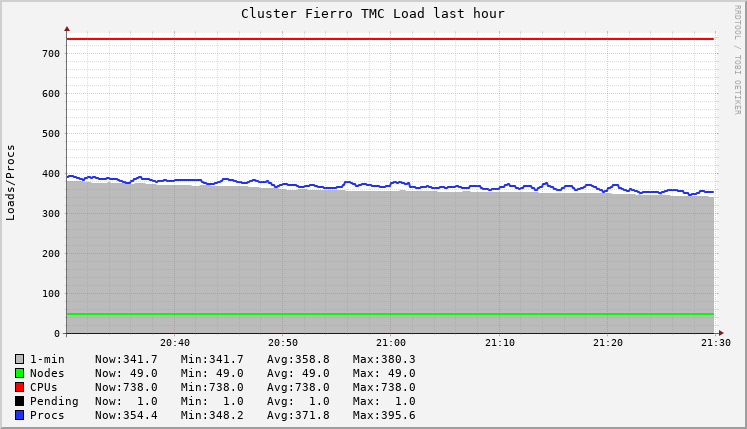 Cluster Fierro TMC Load last hour
RRDTOOL / TOBI OETIKER
Loads/Procs
700
600
500
400
300
200
100
0
20:40 20:50 21:00 21:10 21:20 21:30
1-min Now:341.7 Min:341.7 Avg:358.8 Max:380.3
Nodes Now: 49.0 Min: 49.0 Avg: 49.0 Max: 49.0
CPUs Now:738.0 Min:738.0 Avg:738.0 Max:738.0
Pending Now: 1.0 Min: 1.0 Avg: 1.0 Max: 1.0
Procs Now:354.4 Min:348.2 Avg:371.8 Max:395.6